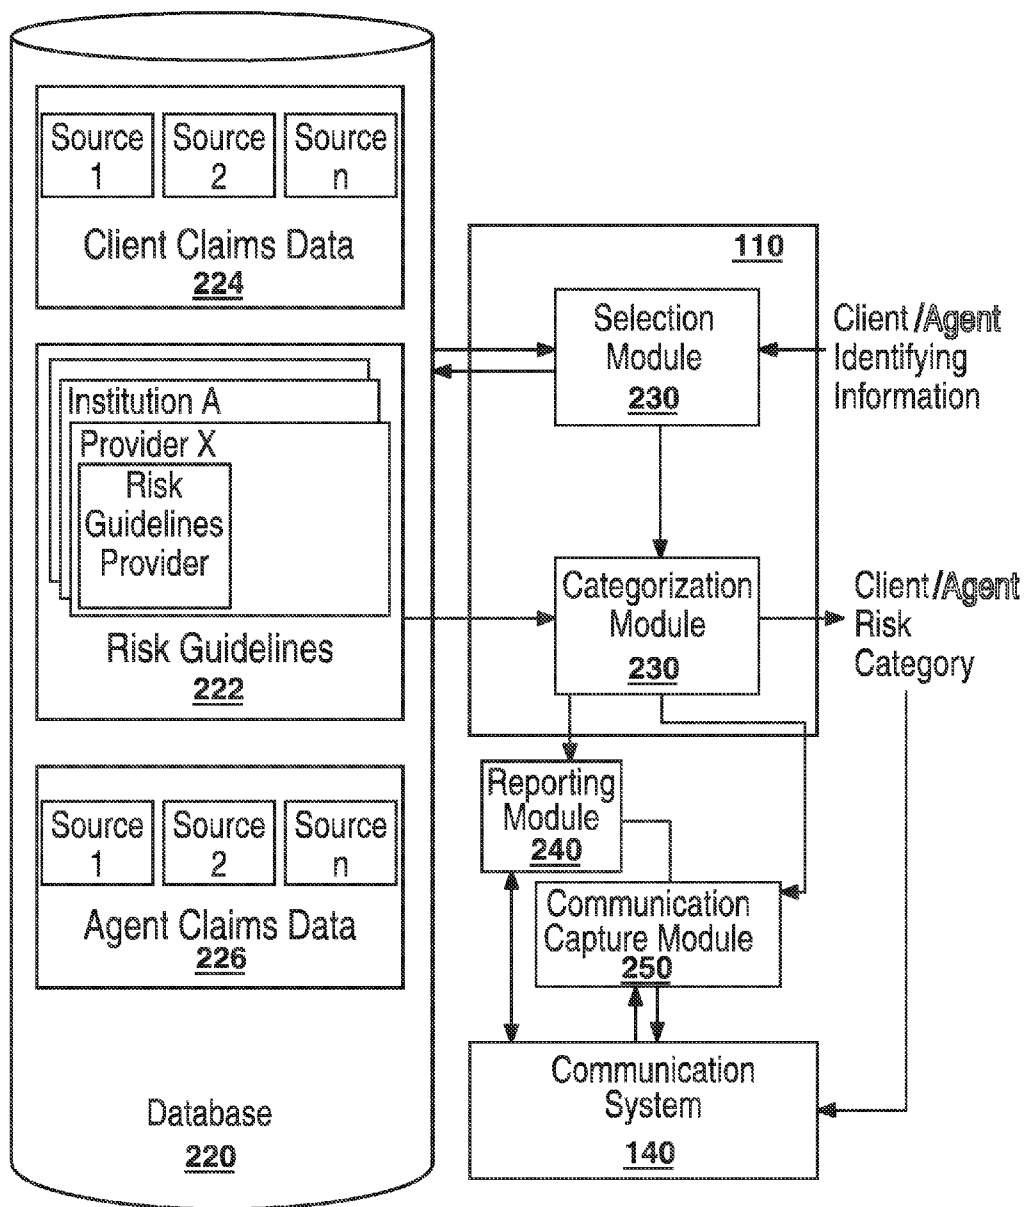 Source
1
Source
2
Source
n
Client Claims Data
224
Institution A
Provider X
Risk
Guidelines
Provider
Risk Guidelines
222
Source
1
Source
2
Source
n
Agent Claims Data
226
Database
220
110
Selection
Module
230
Client/Agent
Identifying
Information
Categorization
Module
230
Client/Agent
Risk
Category
Reporting
Module
240
Communication
Capture Module
250
Communication
System
140